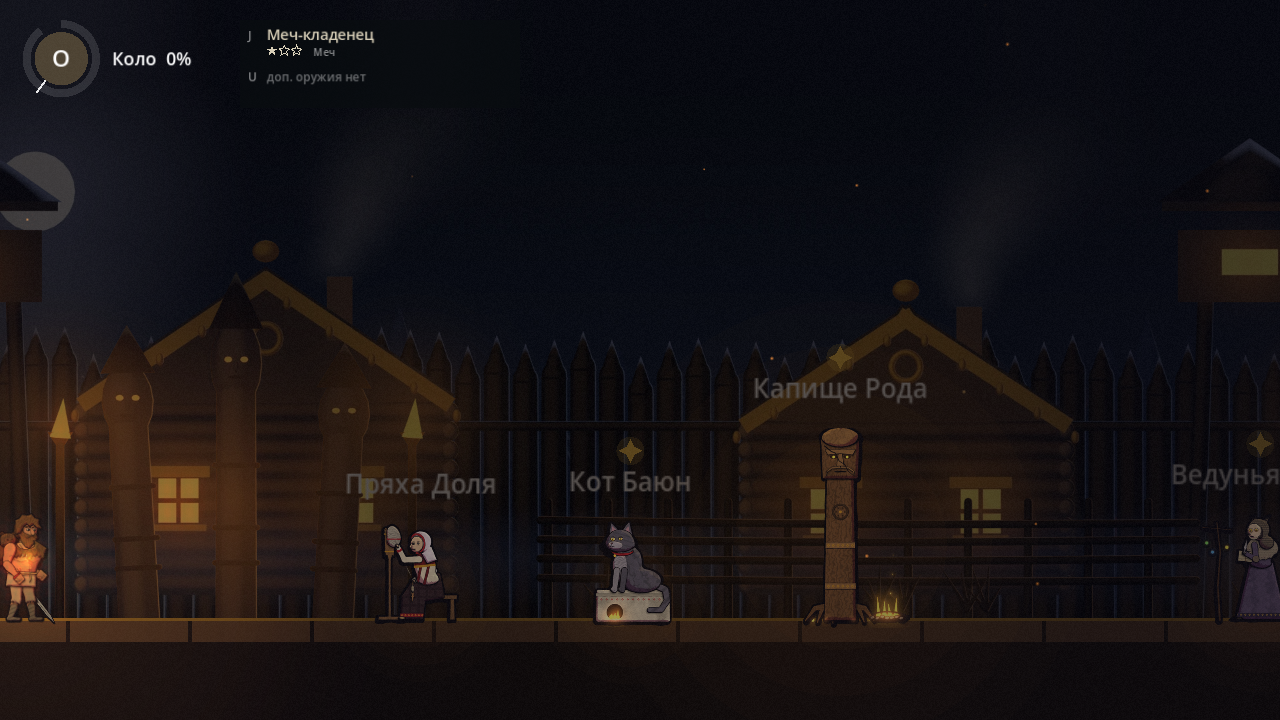 О
Коло 0%
J Меч-кладенец
Меч
U доп. оружия нет
Капище Рода
Пряха Доля
Кот Баюн
Ведунья